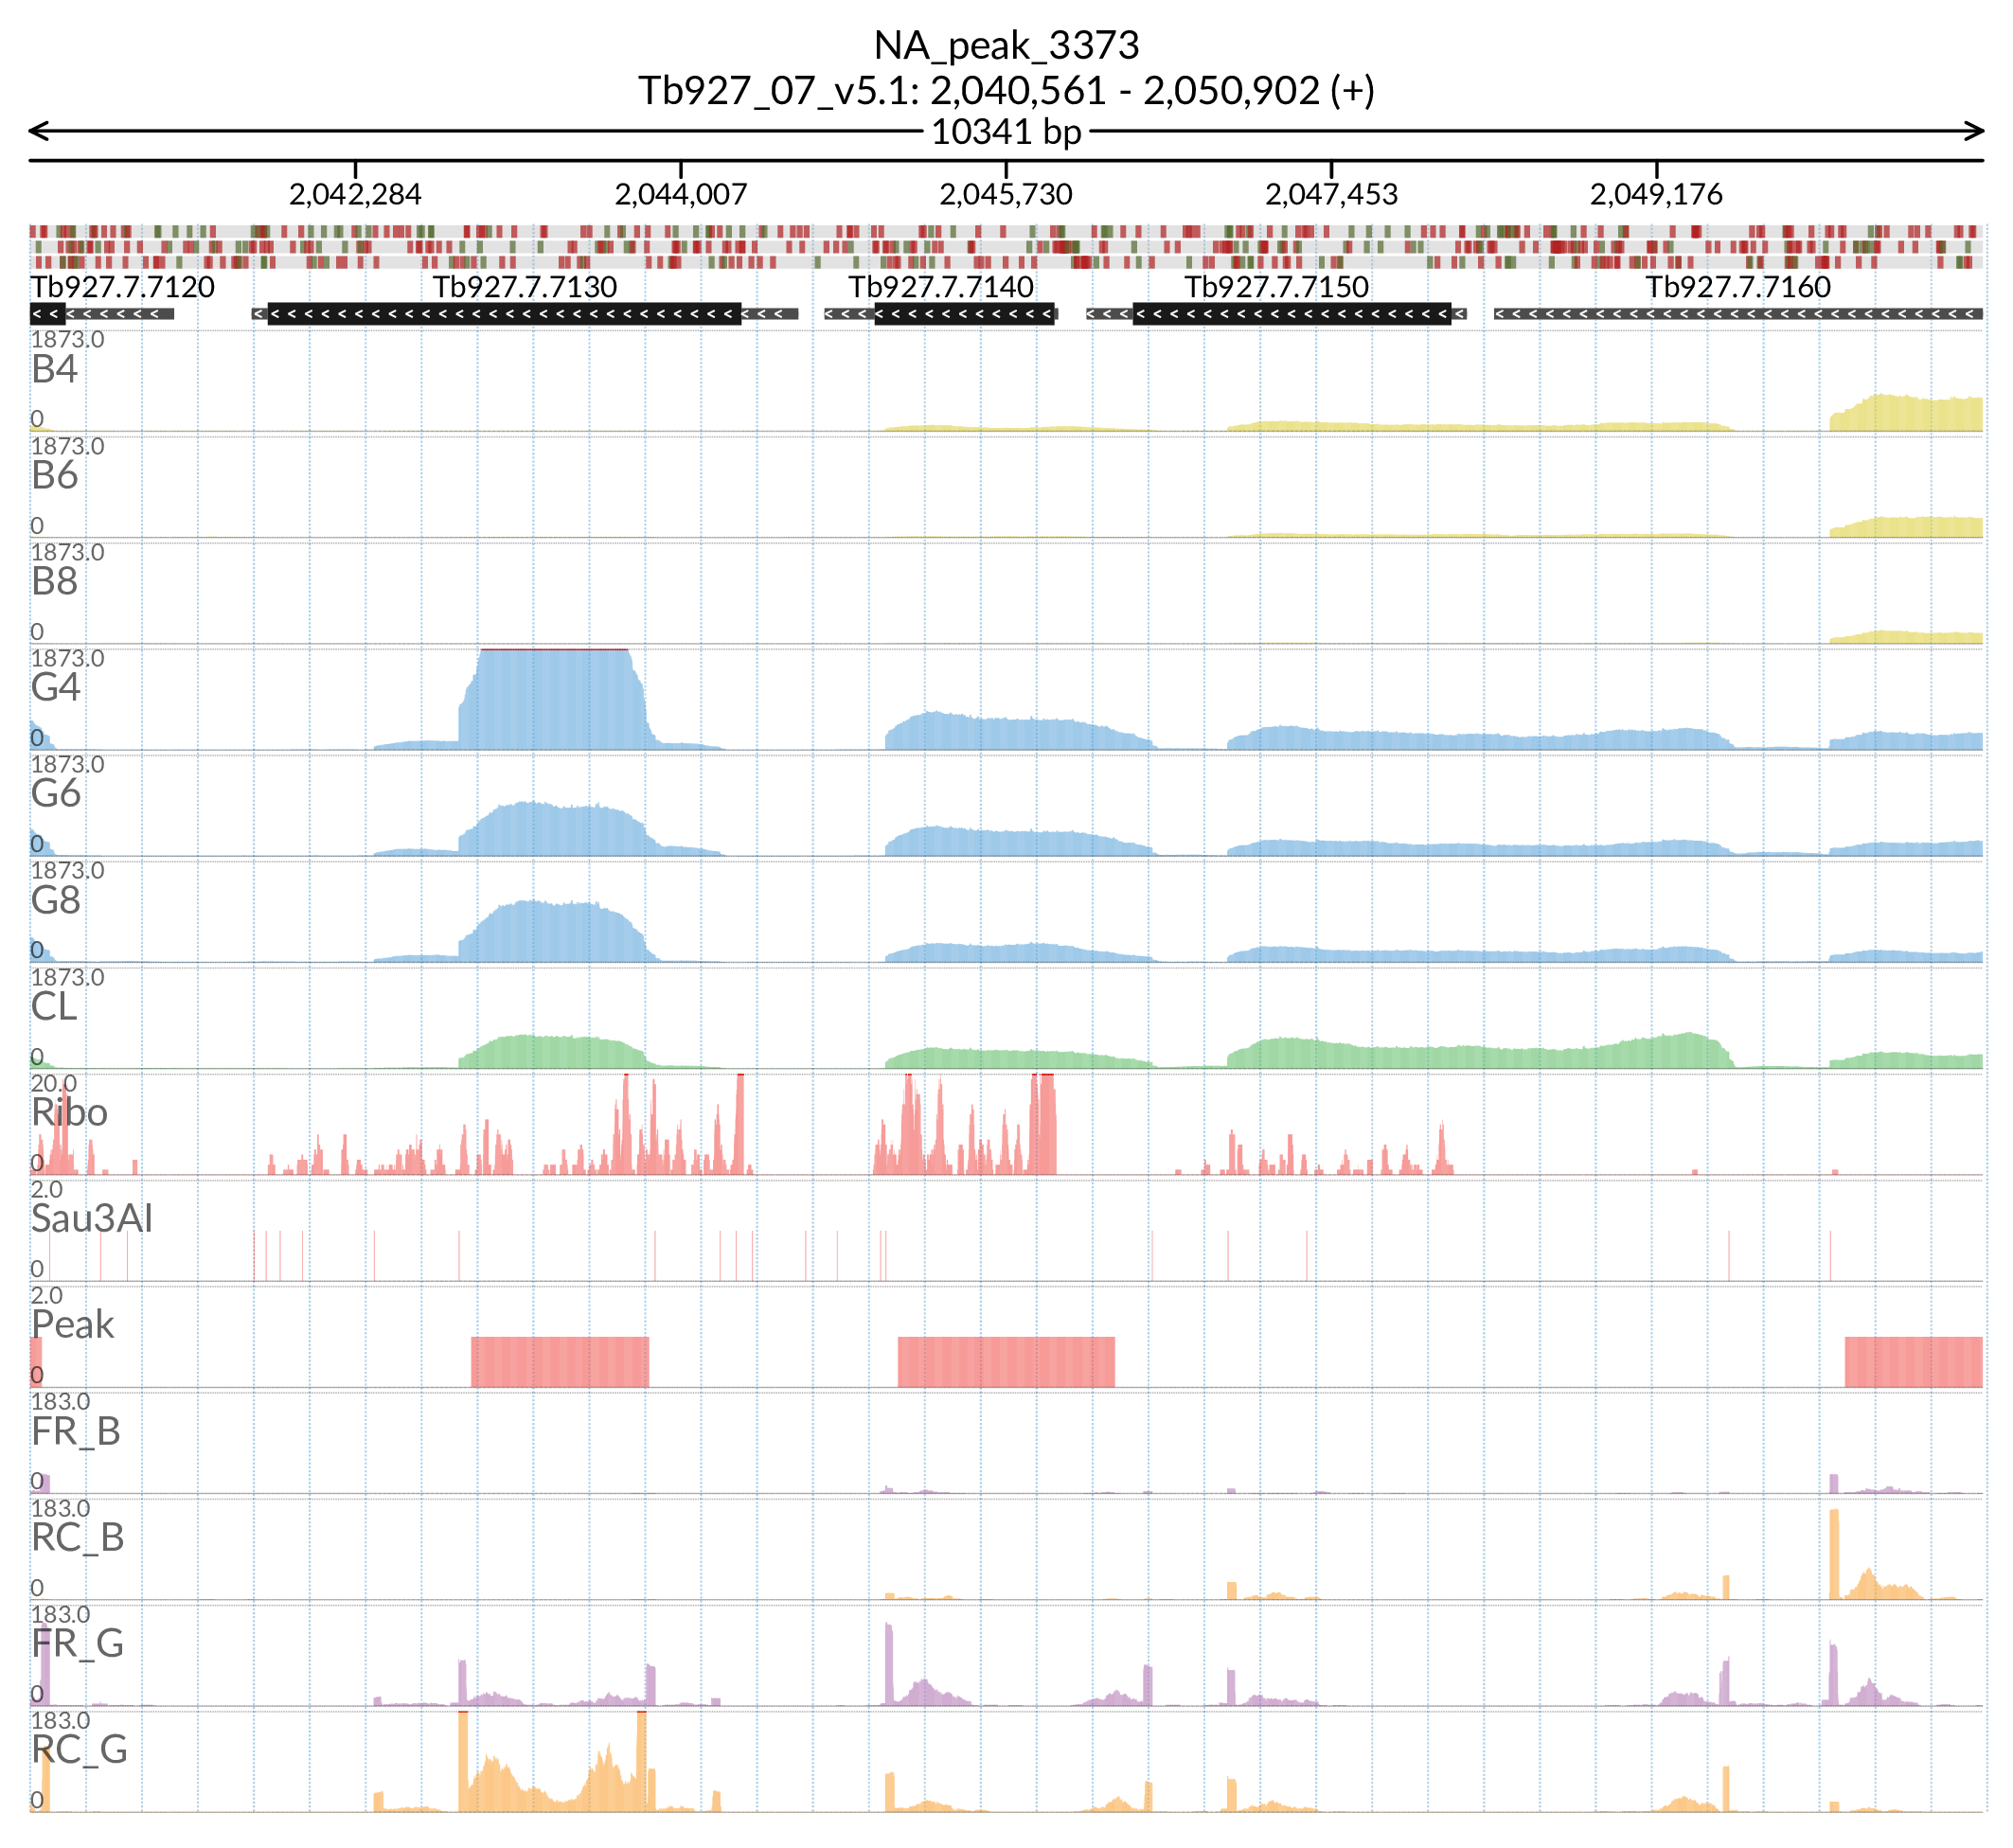 NA_peak_3373
Tb927_07_v5.1: 2,040,561 - 2,050,902 (+)
10341 bp
2,042,284 2,044,007 2,045,730 2,047,453 2,049,176
Tb927.7.7120 Tb927.7.7130 Tb927.7.7140 Tb927.7.7150 Tb927.7.7160
1873.0
B4
0
1873.0
B6
0
1873.0
B8
0
1873.0
G4
0
1873.0
G6
0
1873.0
G8
0
1873.0
CL
0
20.0
Ribo
0
2.0
Sau3AI
0
2.0
Peak
0
183.0
FR_B
0
183.0
RC_B
0
183.0
FR_G
0
183.0
RC_G
0